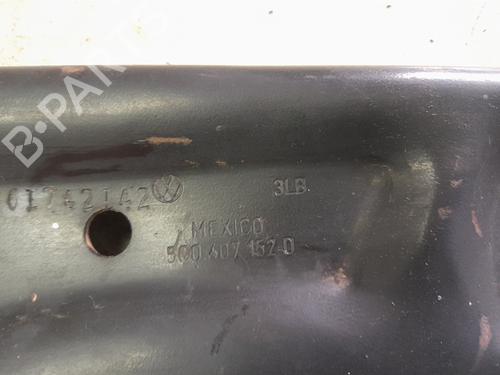 B-PARTS
01742142 3LB
MEXICO
5C0 407 152 D